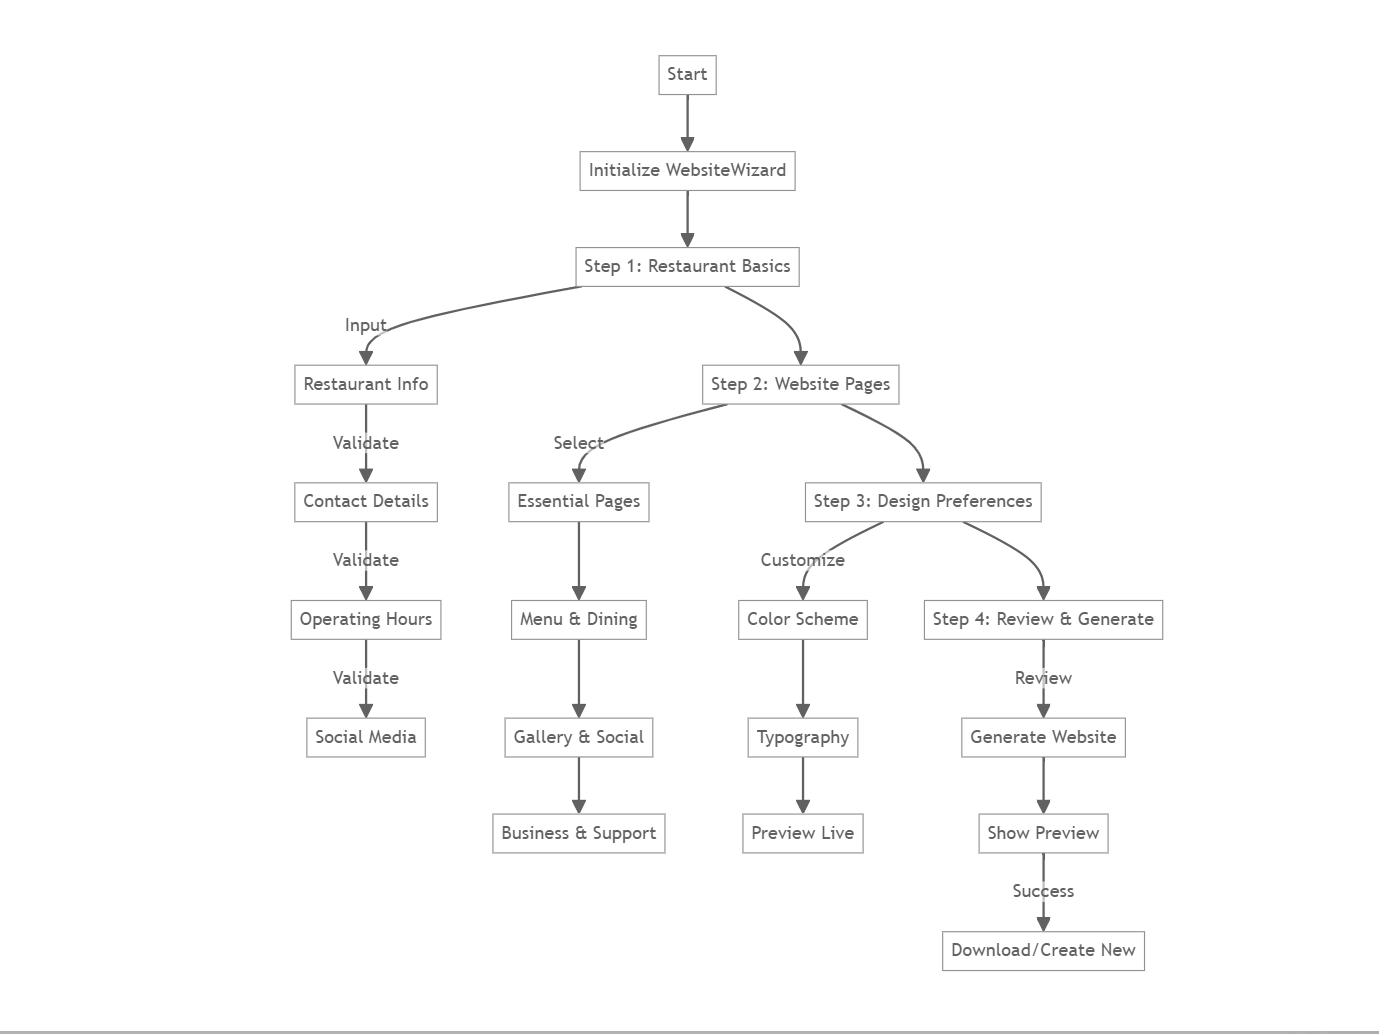 Start
Initialize WebsiteWizard
Step 1: Restaurant Basics
Input
Restaurant Info
Step 2: Website Pages
Validate
Select
Contact Details
Essential Pages
Step 3: Design Preferences
Validate
Customize
Operating Hours
Menu & Dining
Color Scheme
Step 4: Review & Generate
Validate
Review
Social Media
Gallery & Social
Typography
Generate Website
Business & Support
Preview Live
Show Preview
Success
Download/Create New